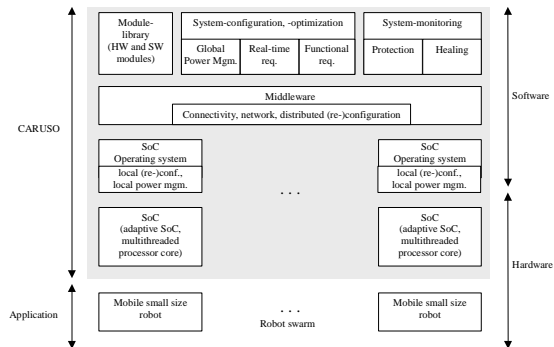 Module-
library
(HW and SW
modules)
System-configuration, -optimization
Global
Power Mgm.
Real-time
req.
Functional
req.
System-monitoring
Protection
Healing
Middleware
Connectivity, network, distributed (re-)configuration
Software
CARUSO
SoC
Operating system
local (re-)conf.,
local power mgm.
. . .
SoC
Operating system
local (re-)conf.,
local power mgm.
SoC
(adaptive SoC,
multithreaded
processor core)
SoC
(adaptive SoC,
multithreaded
processor core)
Hardware
Application
Mobile small size
robot
. . .
Robot swarm
Mobile small size
robot